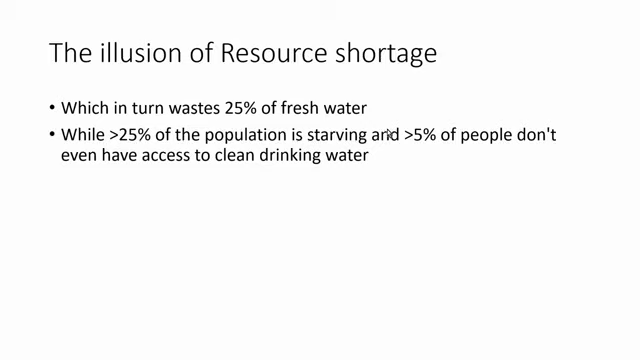 The illusion of Resource shortage
• Which in turn wastes 25% of fresh water
• While >25% of the population is starving and >5% of people don't
even have access to clean drinking water